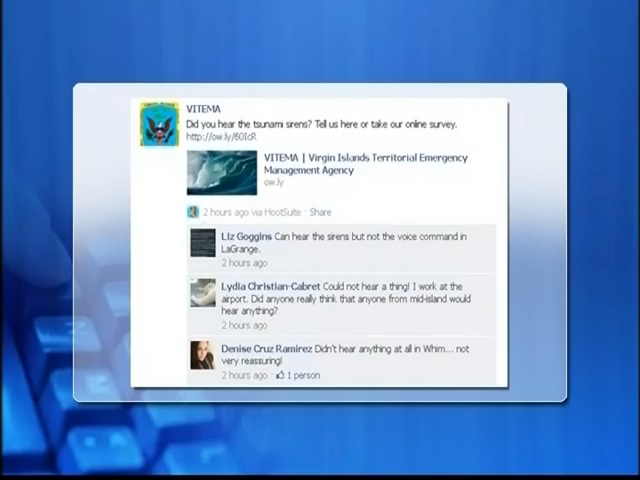 VITEMA
Did you hear the tsunami sirens? Tell us here or take our online survey.
http://ow.ly/60IcR
VITEMA | Virgin Islands Territorial Emergency
Management Agency
ow.ly
2 hours ago via HootSuite · Share
Liz Goggins Can hear the sirens but not the voice command in
LaGrange.
2 hours ago
Lydia Christian-Cabret Could not hear a thing! I work at the
airport. Did anyone really think that anyone from mid-island would
hear anything?
2 hours ago
Denise Cruz Ramirez Didn't hear anything at all in Whim... not
very reassuring!
2 hours ago · 1 person